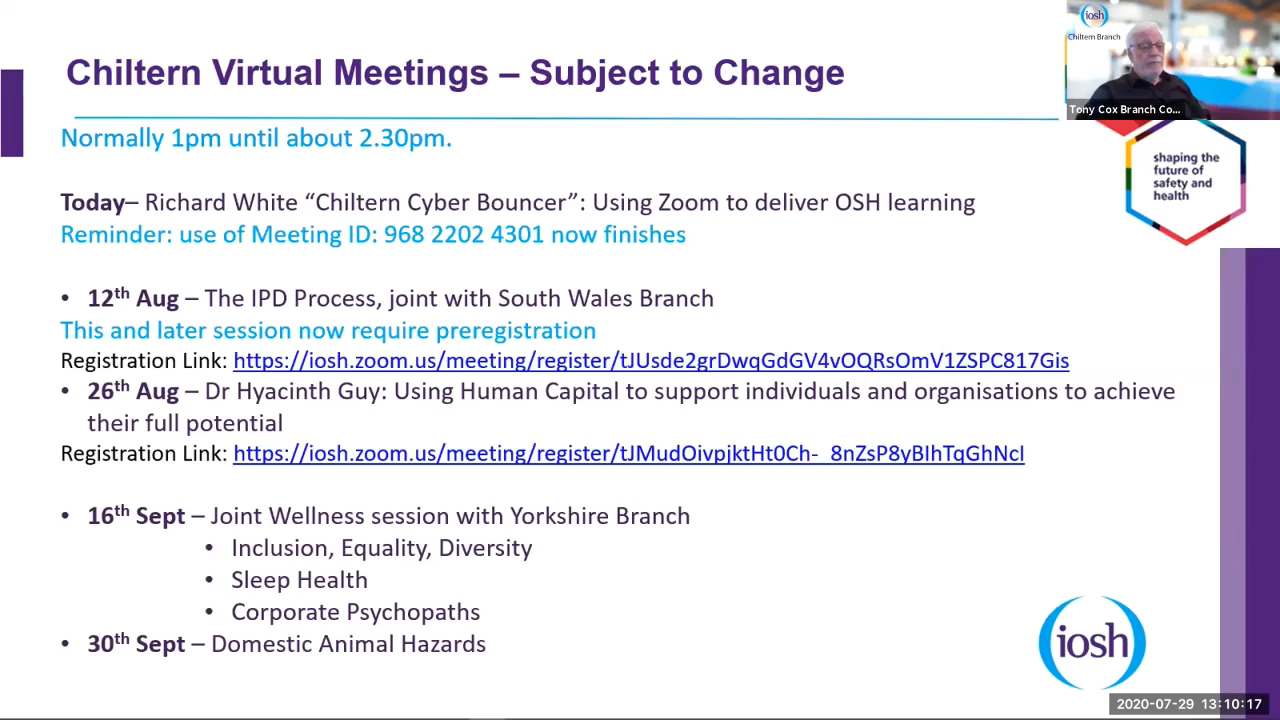 Chiltern Virtual Meetings – Subject to Change
Normally 1pm until about 2.30pm.
Today– Richard White “Chiltern Cyber Bouncer”: Using Zoom to deliver OSH learning
Reminder: use of Meeting ID: 968 2202 4301 now finishes
• 12th Aug – The IPD Process, joint with South Wales Branch
This and later session now require preregistration
Registration Link: https://iosh.zoom.us/meeting/register/tJUsde2grDwqGdGV4vOQRsOmV1ZSPC817Gis
• 26th Aug – Dr Hyacinth Guy: Using Human Capital to support individuals and organisations to achieve
their full potential
Registration Link: https://iosh.zoom.us/meeting/register/tJMudOivpjktHt0Ch-_8nZsP8yBIhTqGhNcl
• 16th Sept – Joint Wellness session with Yorkshire Branch
• Inclusion, Equality, Diversity
• Sleep Health
• Corporate Psychopaths
• 30th Sept – Domestic Animal Hazards
iosh
Chiltern Branch
Tony Cox Branch Co...
shaping the
future of
safety and
health
iosh
2020-07-29 13:10:17